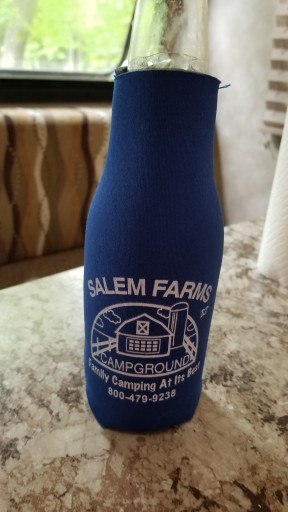 SALEM FARMS
CAMPGROUND
Family Camping At Its Best
800-479-9238